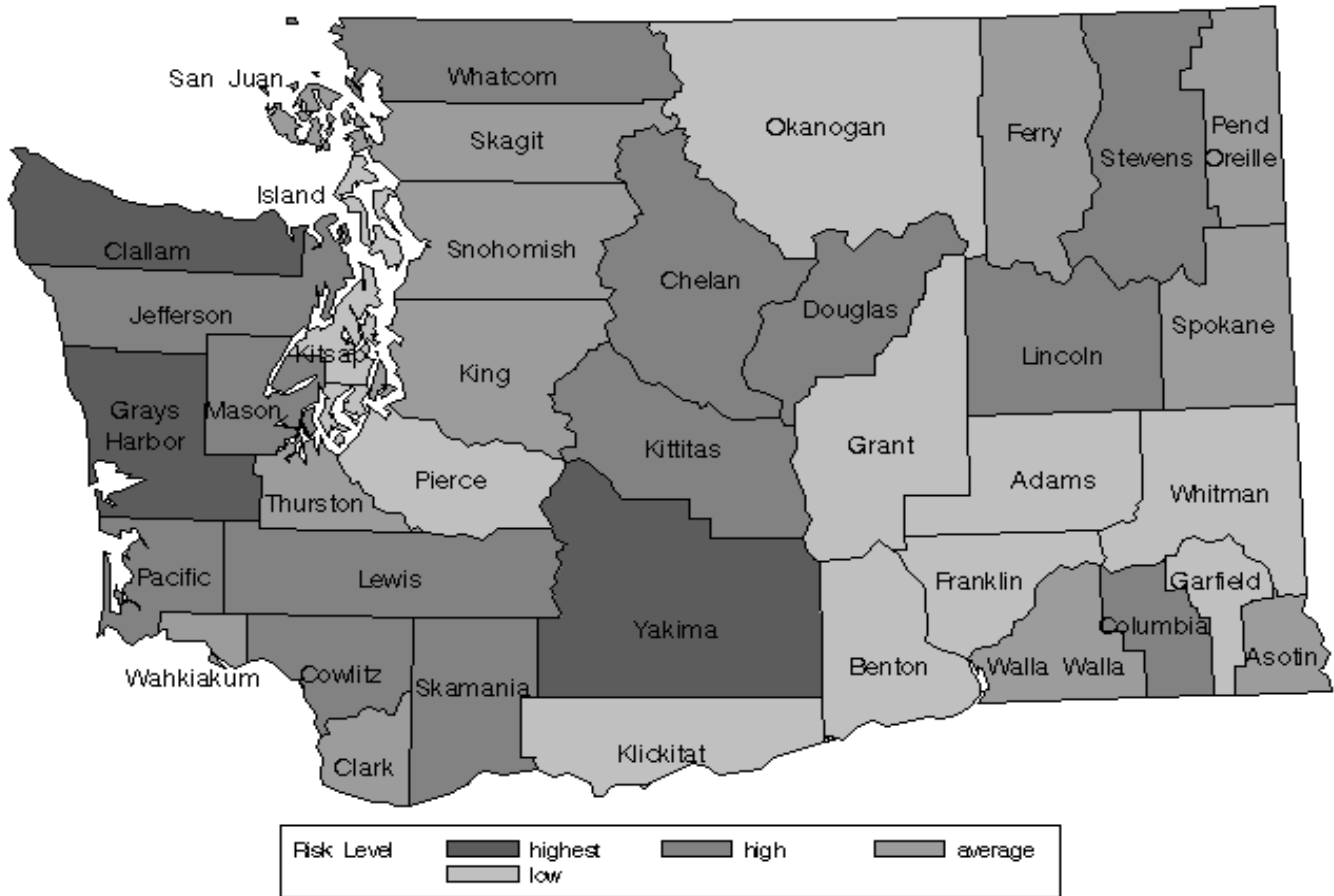 San Juan
Whatcom
Skagit
Okanogan
Ferry
Stevens
Pend
Oreille
Island
Clallam
Snohomish
Chelan
Douglas
Jefferson
Kitsap
King
Lincoln
Spokane
Grays
Harbor
Mason
Kittitas
Grant
Adams
Whitman
Pierce
Thurston
Pacific
Lewis
Yakima
Franklin
Garfield
Columbia
Wahkiakum
Cowlitz
Skamania
Benton
Walla Walla
Asotin
Clark
Klickitat
Risk Level highest high average
low